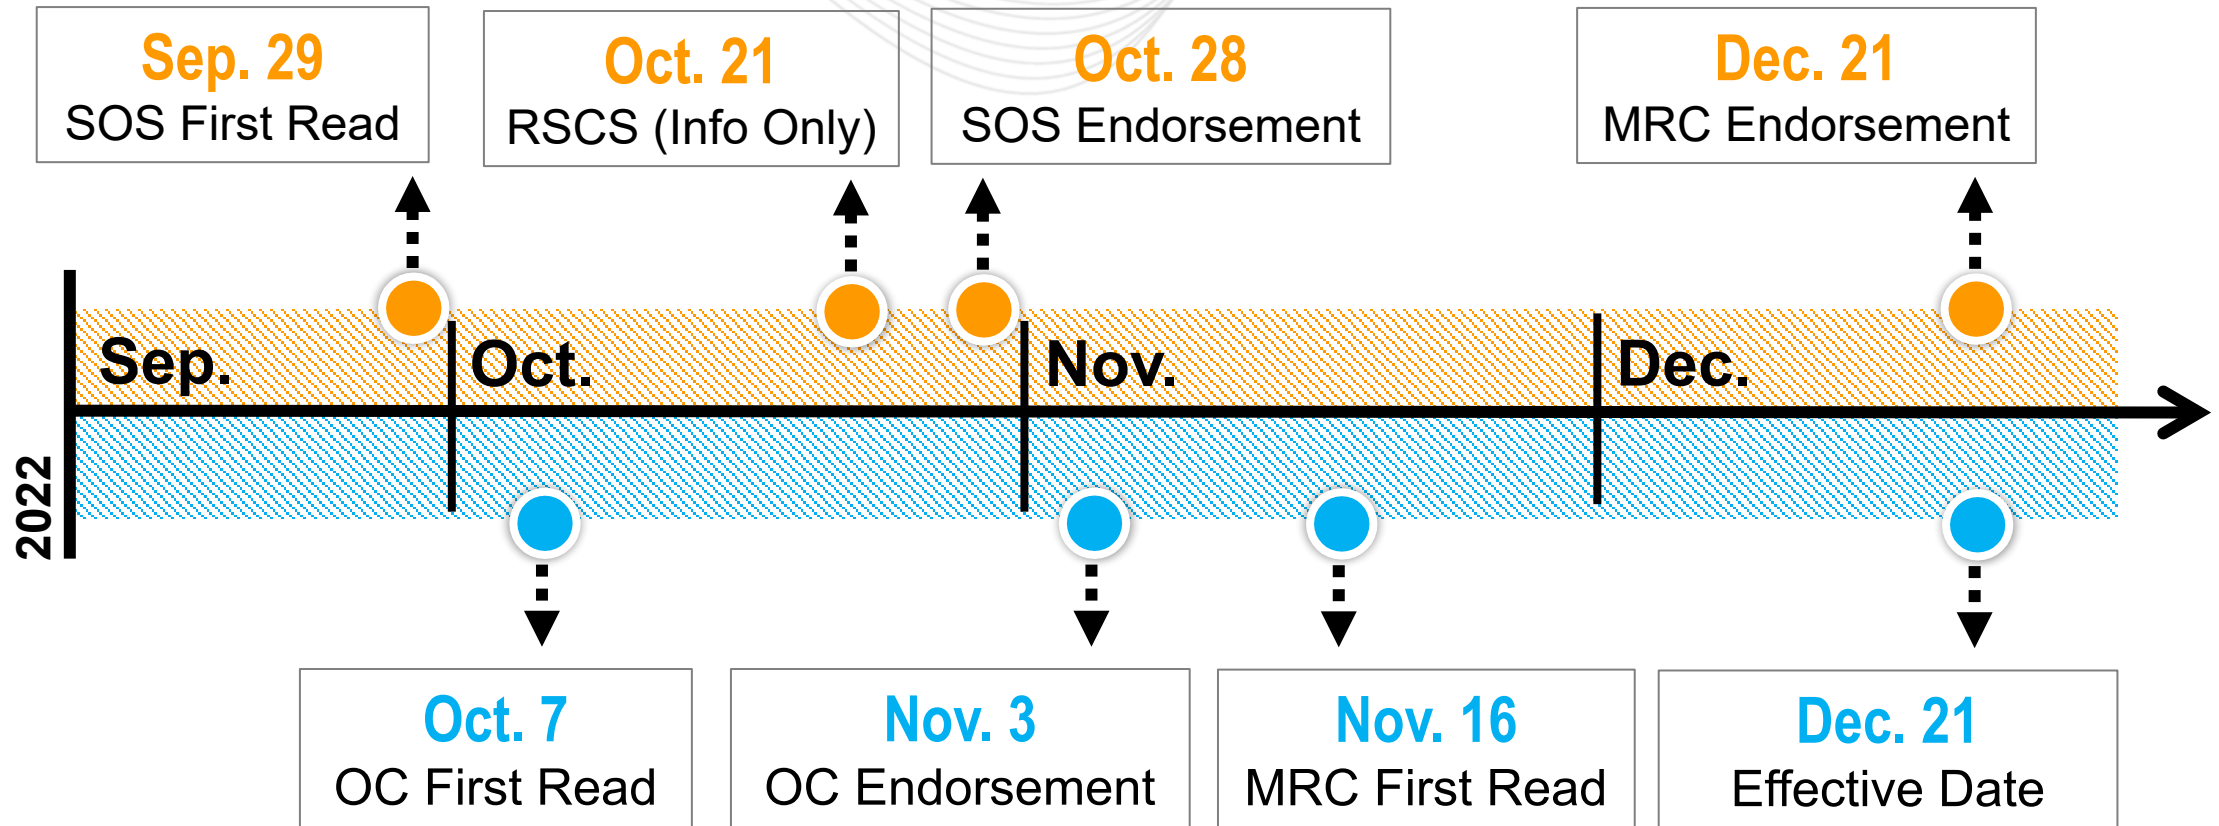 Sep. 29
SOS First Read
Oct. 21
RSCS (Info Only)
Oct. 28
SOS Endorsement
Dec. 21
MRC Endorsement
Sep.
Oct.
Nov.
Dec.
2022
Oct. 7
OC First Read
Nov. 3
OC Endorsement
Nov. 16
MRC First Read
Dec. 21
Effective Date